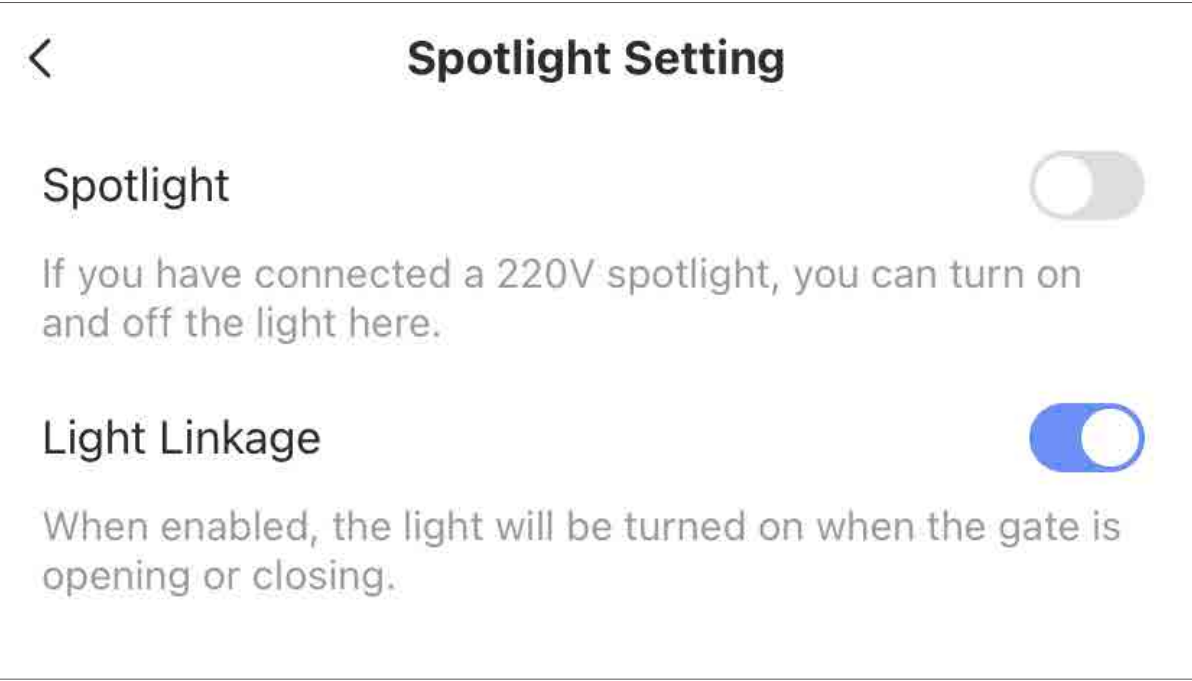 Spotlight Setting
Spotlight
If you have connected a 220V spotlight, you can turn on
and off the light here.
Light Linkage
When enabled, the light will be turned on when the gate is
opening or closing.